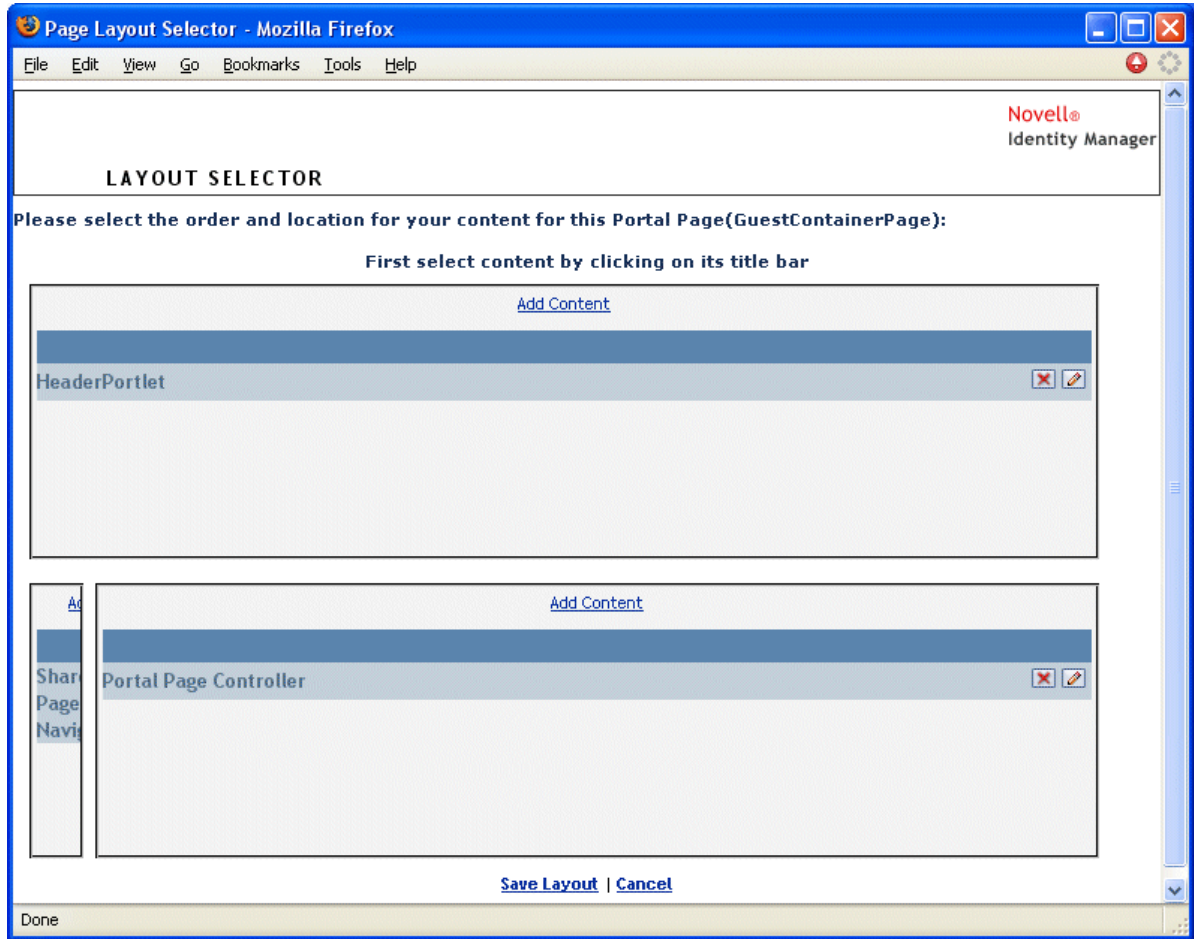 Page Layout Selector - Mozilla Firefox
File Edit View Go Bookmarks Tools Help
Novell®
Identity Manager
LAYOUT SELECTOR
Please select the order and location for your content for this Portal Page(GuestContainerPage):
First select content by clicking on its title bar
Add Content
HeaderPortlet
Add Content
Portal Page Controller
Page
Save Layout | Cancel
Done